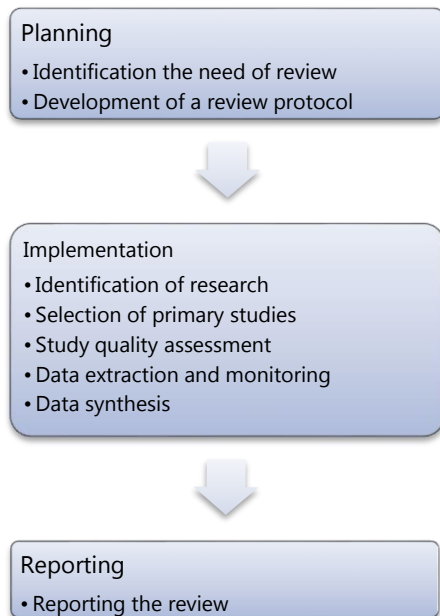 Planning
• Identification the need of review
• Development of a review protocol
Implementation
• Identification of research
• Selection of primary studies
• Study quality assessment
• Data extraction and monitoring
• Data synthesis
Reporting
• Reporting the review